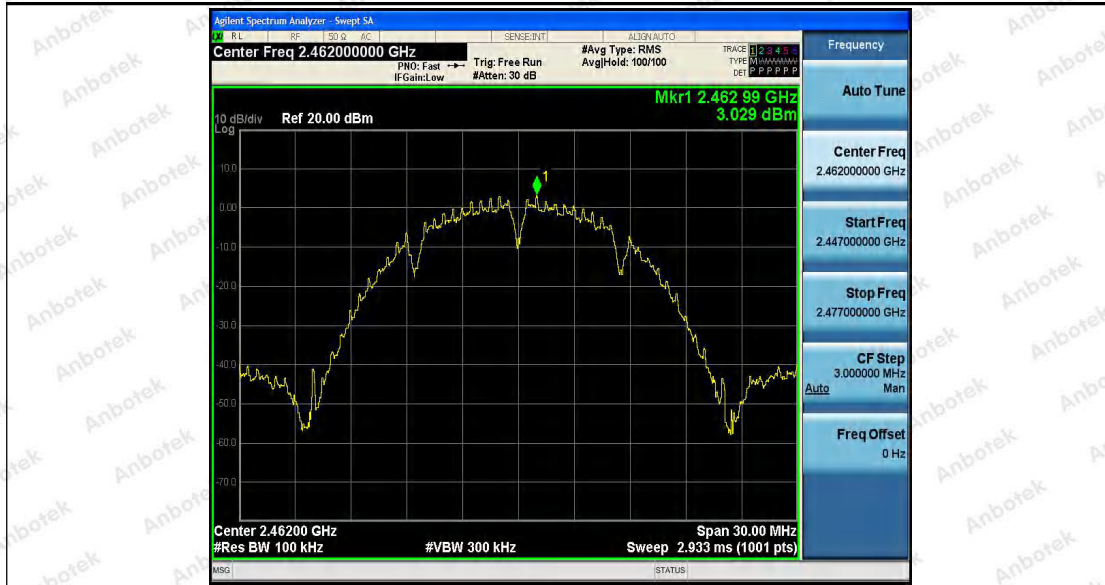 Agilent Spectrum Analyzer - Swept SA
RL RF 50 Ω AC SENSE:INT ALIGNAUTO
Center Freq 2.462000000 GHz
PNO: Fast
IFGain:Low
Trig: Free Run
#Atten: 30 dB
#Avg Type: RMS
Avg|Hold: 100/100
TRACE 1 2 3 4 5 6
TYPE M
DET P P P P P P
Mkr1 2.462 99 GHz
3.029 dBm
10 dB/div Ref 20.00 dBm
Log
10.0
0.00
-10.0
-20.0
-30.0
-40.0
-50.0
-60.0
-70.0
1
Center 2.46200 GHz
Span 30.00 MHz
#Res BW 100 kHz
#VBW 300 kHz
Sweep 2.933 ms (1001 pts)
MSG
STATUS
Frequency
Auto Tune
Center Freq
2.462000000 GHz
Start Freq
2.447000000 GHz
Stop Freq
2.477000000 GHz
CF Step
3.000000 MHz
Auto Man
Freq Offset
0 Hz
Anbotek